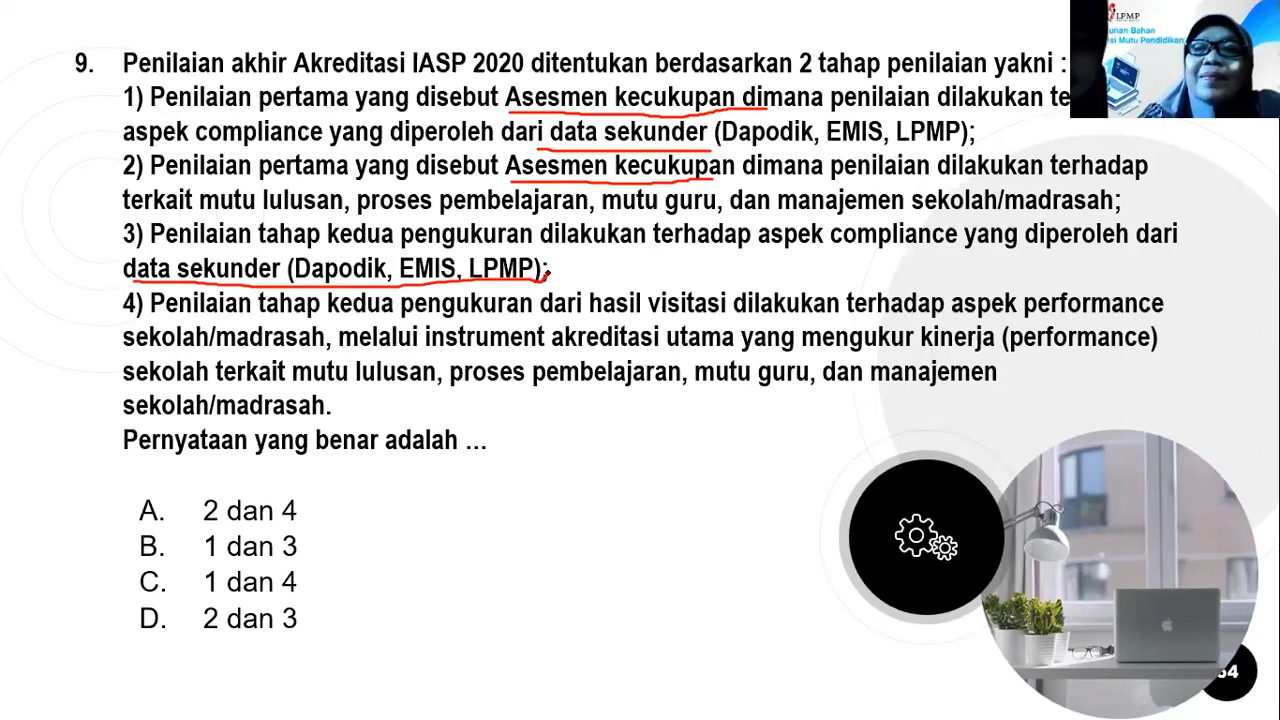 LPMP
unan Bahan
si Mutu Pendidikan
9. Penilaian akhir Akreditasi IASP 2020 ditentukan berdasarkan 2 tahap penilaian yakni :
1) Penilaian pertama yang disebut Asesmen kecukupan dimana penilaian dilakukan te
aspek compliance yang diperoleh dari data sekunder (Dapodik, EMIS, LPMP);
2) Penilaian pertama yang disebut Asesmen kecukupan dimana penilaian dilakukan terhadap
terkait mutu lulusan, proses pembelajaran, mutu guru, dan manajemen sekolah/madrasah;
3) Penilaian tahap kedua pengukuran dilakukan terhadap aspek compliance yang diperoleh dari
data sekunder (Dapodik, EMIS, LPMP);
4) Penilaian tahap kedua pengukuran dari hasil visitasi dilakukan terhadap aspek performance
sekolah/madrasah, melalui instrument akreditasi utama yang mengukur kinerja (performance)
sekolah terkait mutu lulusan, proses pembelajaran, mutu guru, dan manajemen
sekolah/madrasah.
Pernyataan yang benar adalah ...
A. 2 dan 4
B. 1 dan 3
C. 1 dan 4
D. 2 dan 3